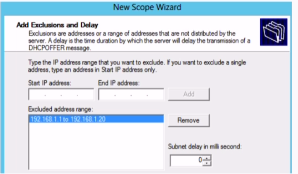 New Scope Wizard
Add Exclusions and Delay
Exclusions are addresses or a range of addresses that are not distributed by the
server. A delay is the time duration by which the server will delay the transmission of a
DHCPOFFER message.
Type the IP address range that you want to exclude. If you want to exclude a single
address, type an address in Start IP address only.
Start IP address:
End IP address:
Add
Excluded address range:
192.168.1.1 to 192.168.1.20
Remove
Subnet delay in milli second:
0